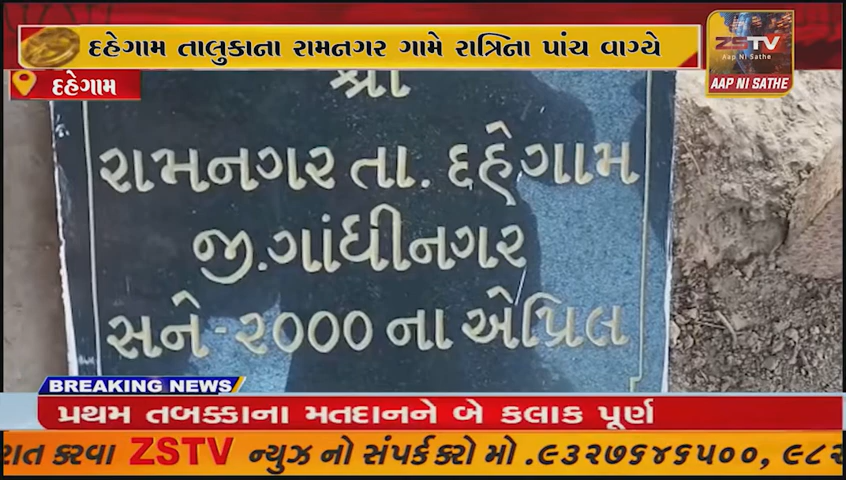 દહેગામ તાલુકાના રામનગર ગામે રાત્રિના પાંચ વાગ્યે
ZSTV
Aap Ni Sathe
AAP NI SATHE
દહેગામ
શ્રી
રામનગર તા. દહેગામ
જી.ગાંધીનગર
સને-૨૦૦૦ ના એપ્રિલ
BREAKING NEWS
પ્રથમ તબક્કાના મતદાનને બે કલાક પૂર્ણ
કરવા ZSTV ન્યુઝ નો સંપર્ક કરો મો .૯૩૨૭૬૪૬૫૦૦,